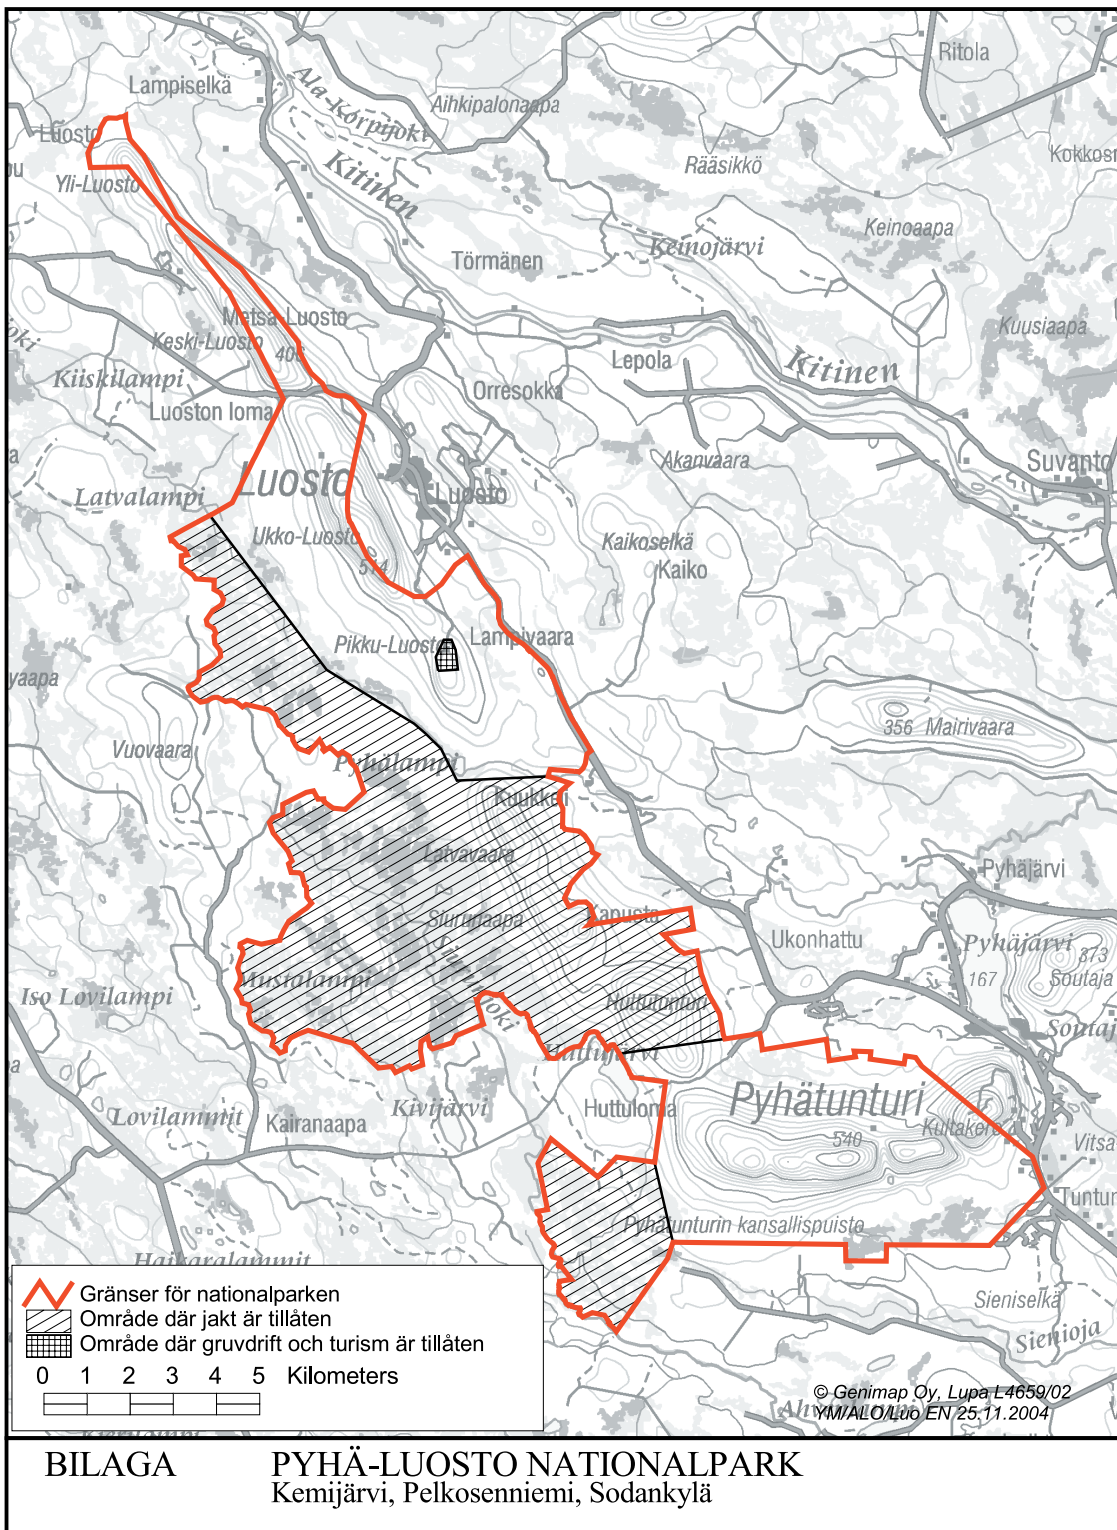 Ritola
Lampiselkä
Ala-Korpijoki
Aihkipalonaapa
Luosto
Kitinen
Rääsikkö
Yli-Luosto
Keinoaapa
Keinojärvi
Törmänen
Metsä-Luosto
Kuusiaapa
Keski-Luosto
406
Lepola
Kitinen
Kiiskilampi
Orresokka
Luoston loma
Akanvaara
Suvanto
Luosto
Latvalampi
Luosto
Ukko-Luosto
Kaikoselkä
514
Kaiko
Pikku-Luosto
Lampivaara
yaapa
356 Mairivaara
Vuovaara
Pyhälampi
Kuukkeli
Latvavaara
Pyhäjärvi
Siurunaapa
Kapusta
Ukonhattu
Pyhäjärvi
373
Mustalampi
167
Soutaja
Iso Lovilampi
Huttutunturi
Soutaj
Huttujärvi
Pyhätunturi
Lovilammit
Kairanaapa
Kivijärvi
Huttuloma
540
Kultakero
Vitsa
Tuntur
Pyhätunturin kansallispuisto
Haikaralammit
Sieniselkä
Sienioja
Gränser för nationalparken
Område där jakt är tillåten
Område där gruvdrift och turism är tillåten
0 1 2 3 4 5 Kilometers
© Genimap Oy, Lupa L4659/02
YM/ALO/Luo EN 25.11.2004
BILAGA PYHÄ-LUOSTO NATIONALPARK
Kemijärvi, Pelkosenniemi, Sodankylä